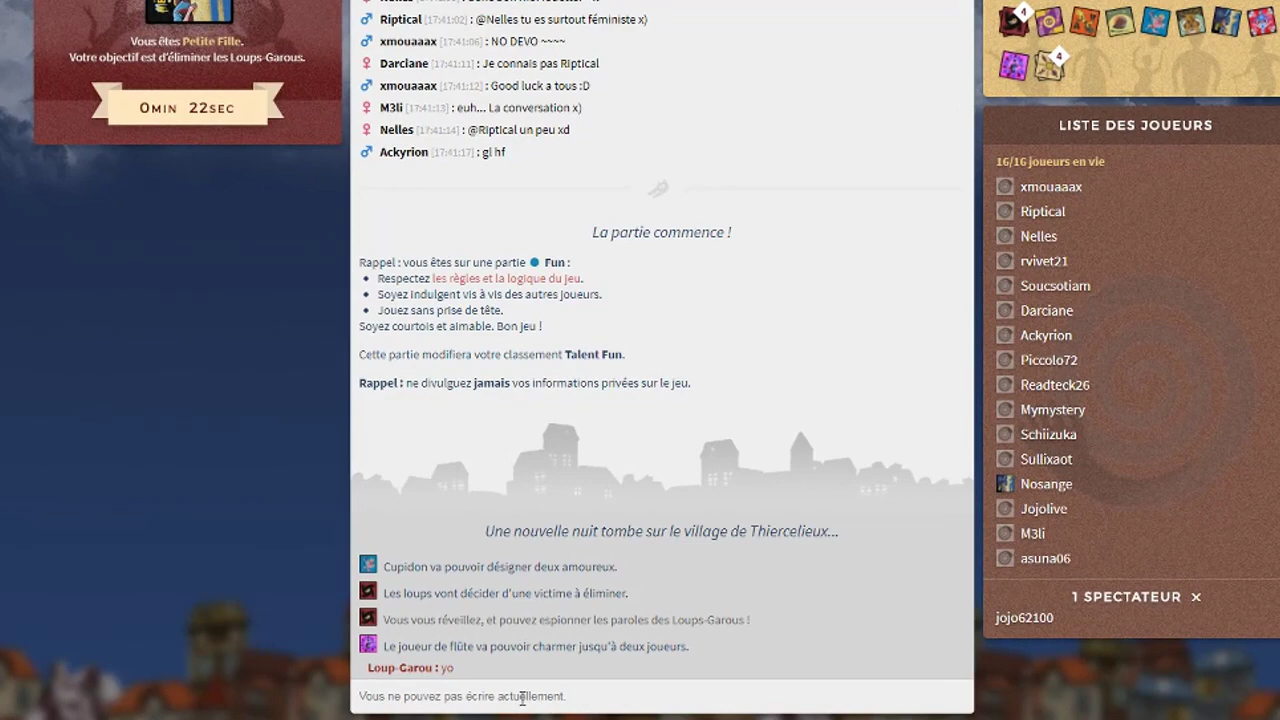 Vous êtes Petite Fille.
Votre objectif est d'éliminer les Loups-Garous.
0MIN 22SEC
Riptical [17:41:02] : @Nelles tu es surtout féministe x)
xmouaaax [17:41:06] : NO DEVO ~~~~
Darciane [17:41:11] : Je connais pas Riptical
xmouaaax [17:41:12] : Good luck a tous :D
M3li [17:41:13] : euh... La conversation x)
Nelles [17:41:14] : @Riptical un peu xd
Ackyrion [17:41:17] : gl hf
La partie commence !
Rappel : vous êtes sur une partie Fun :
• Respectez les règles et la logique du jeu.
• Soyez indulgent vis à vis des autres joueurs.
• Jouez sans prise de tête.
Soyez courtois et aimable. Bon jeu !
Cette partie modifiera votre classement Talent Fun.
Rappel : ne divulguez jamais vos informations privées sur le jeu.
Une nouvelle nuit tombe sur le village de Thiercelieux...
Cupidon va pouvoir désigner deux amoureux.
Les loups vont décider d'une victime à éliminer.
Vous vous réveillez, et pouvez espionner les paroles des Loups-Garous !
Le joueur de flûte va pouvoir charmer jusqu'à deux joueurs.
Loup-Garou : yo
Vous ne pouvez pas écrire actuellement.
4
4
LISTE DES JOUEURS
16/16 joueurs en vie
xmouaaax
Riptical
Nelles
rvivet21
Soucsotiam
Darciane
Ackyrion
Piccolo72
Readteck26
Mymystery
Schiizuka
Sullixaot
Nosange
Jojolive
M3li
asuna06
1 SPECTATEUR ×
jojo62100